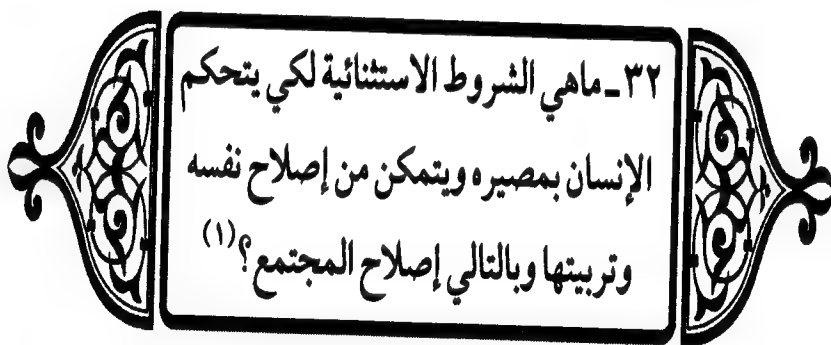 ٣٢ـ ماهي الشروط الاستثنائية لكي يتحكم
الإنسان بمصيره ويتمكن من إصلاح نفسه
وتربيتها وبالتالي إصلاح المجتمع؟(١)